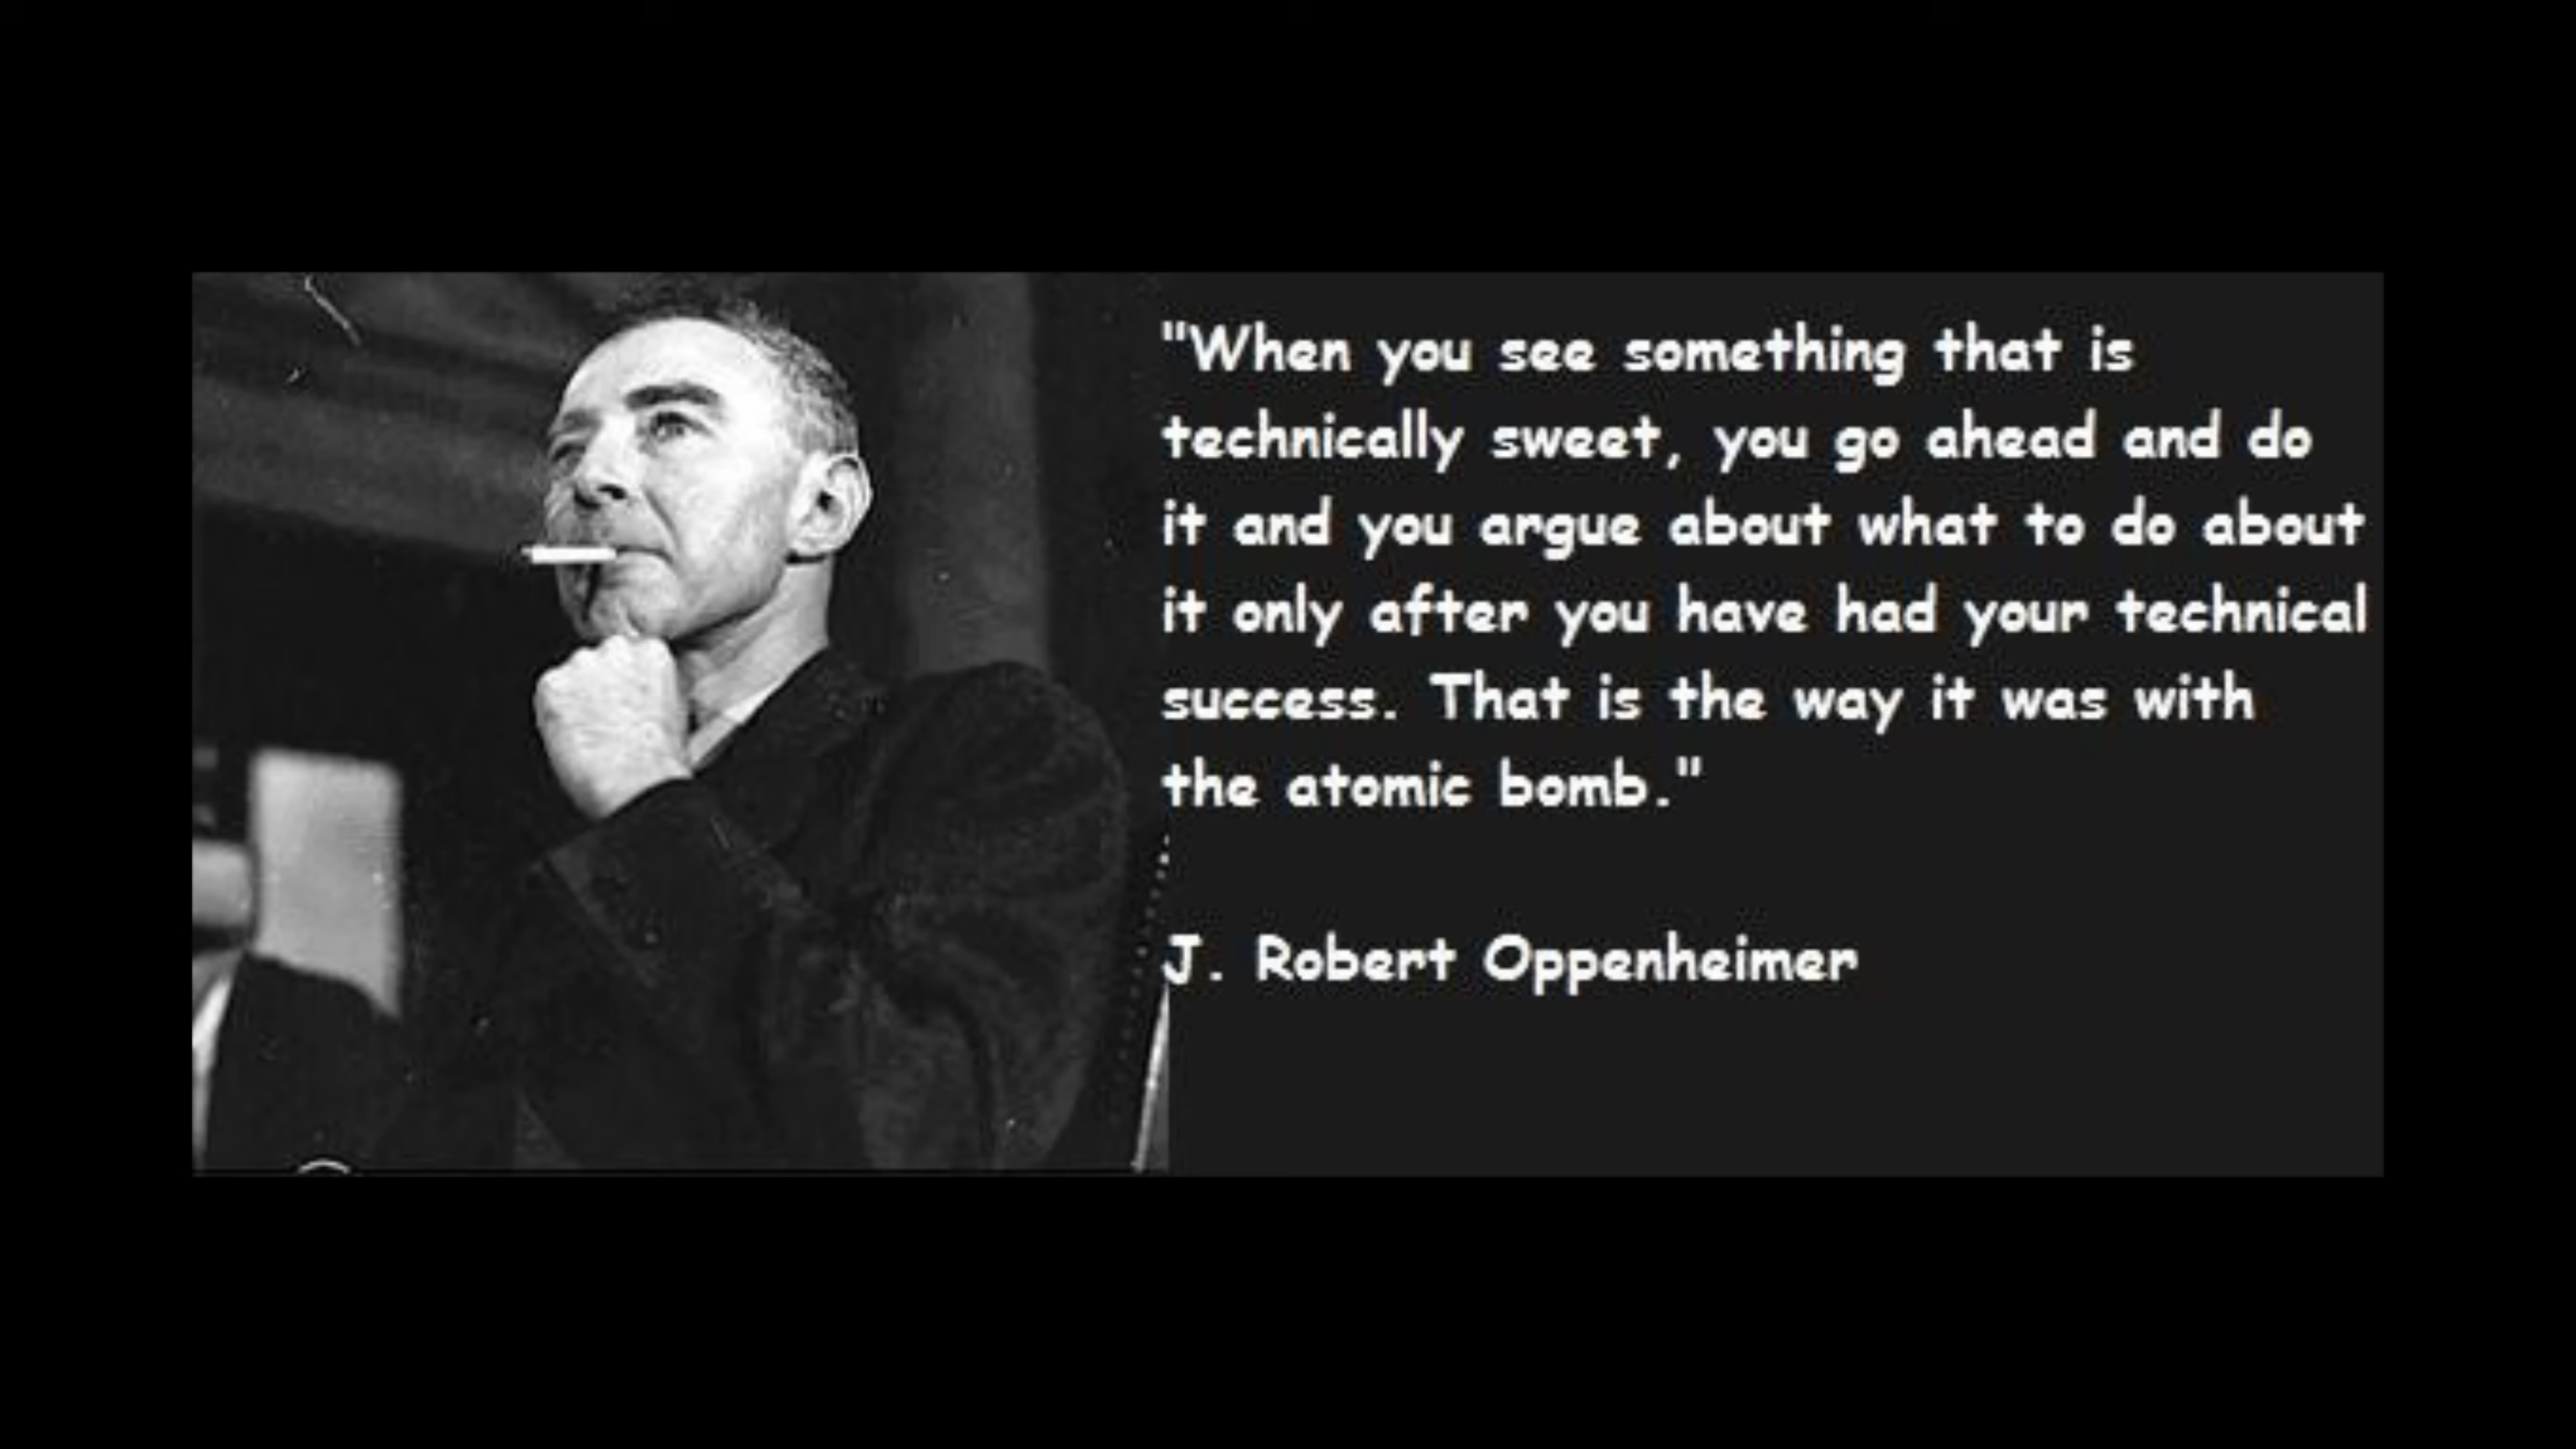 "When you see something that is
technically sweet, you go ahead and do
it and you argue about what to do about
it only after you have had your technical
success. That is the way it was with
the atomic bomb."
J. Robert Oppenheimer